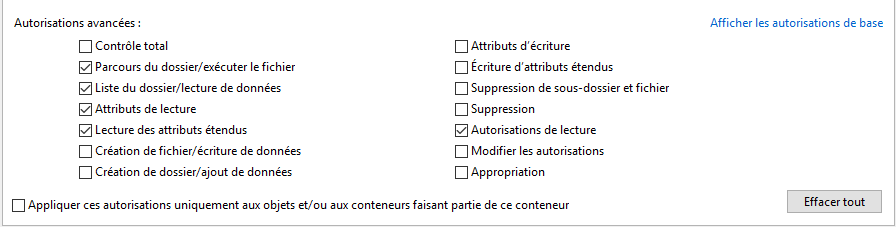 Autorisations avancées :
Afficher les autorisations de base
Contrôle total
Attributs d'écriture
Parcours du dossier/exécuter le fichier
Écriture d'attributs étendus
Liste du dossier/lecture de données
Suppression de sous-dossier et fichier
Attributs de lecture
Suppression
Lecture des attributs étendus
Autorisations de lecture
Création de fichier/écriture de données
Modifier les autorisations
Création de dossier/ajout de données
Appropriation
Appliquer ces autorisations uniquement aux objets et/ou aux conteneurs faisant partie de ce conteneur
Effacer tout